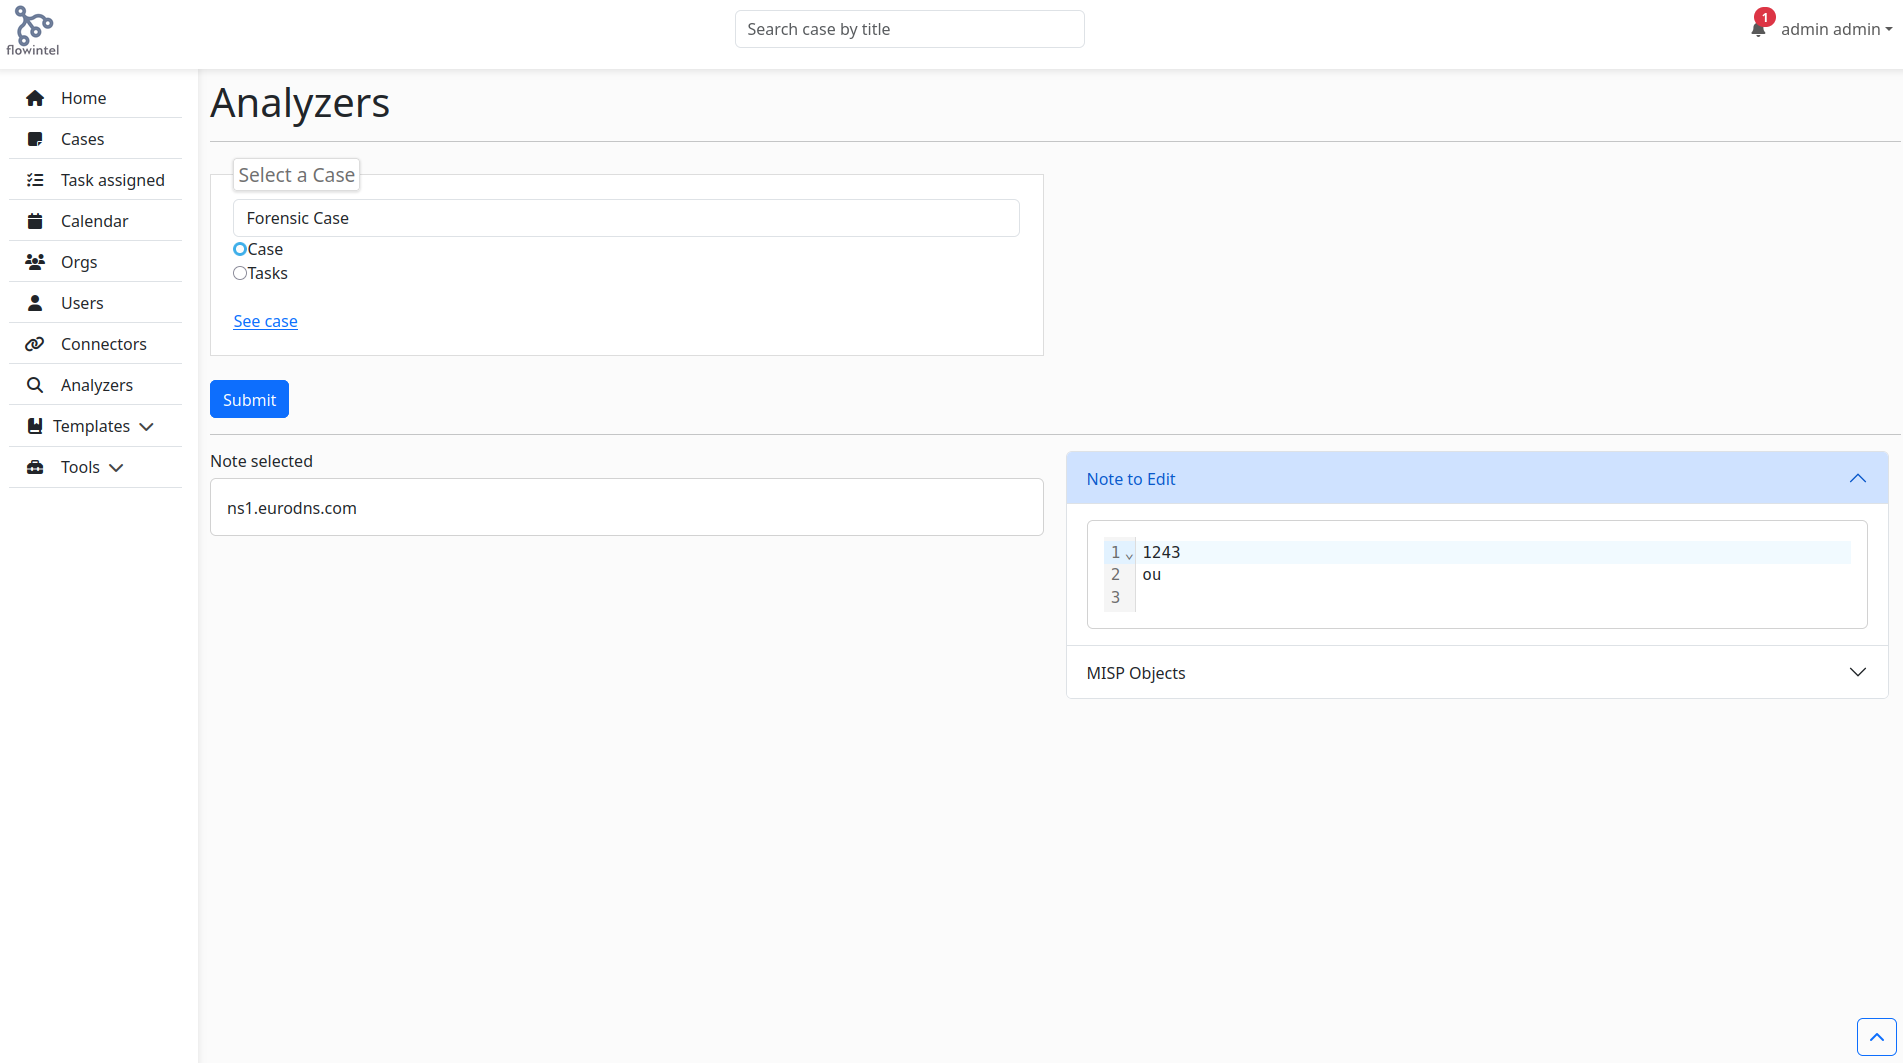 flowintel
Search case by title
1
admin admin
Home
Cases
Task assigned
Calendar
Orgs
Users
Connectors
Analyzers
Templates
Tools
Analyzers
Select a Case
Forensic Case
Case
Tasks
See case
Submit
Note selected
ns1.eurodns.com
Note to Edit
1 1243
2 ou
3
MISP Objects